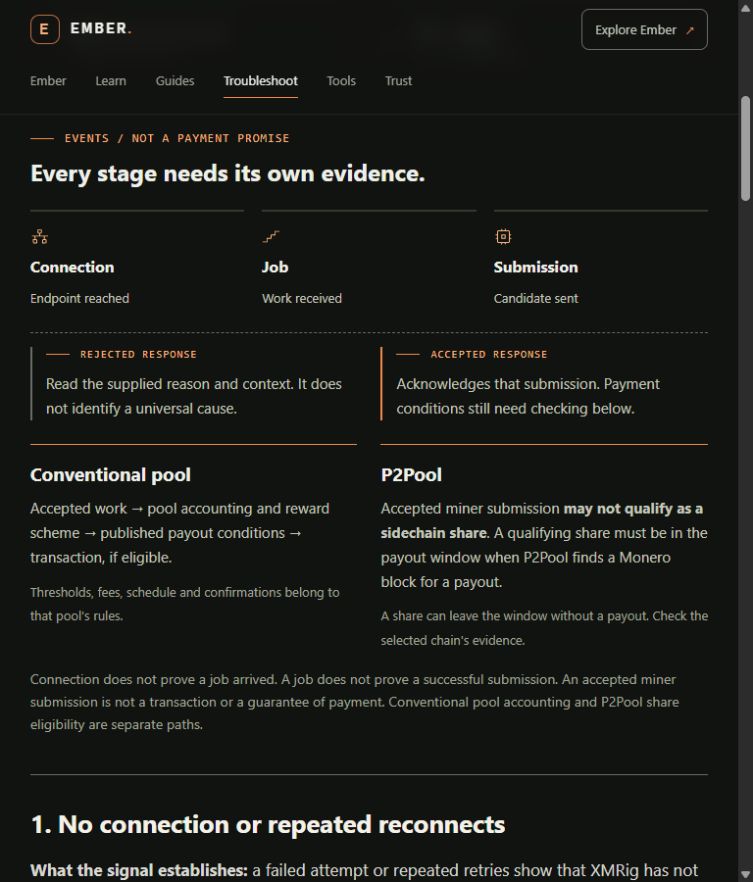 E EMBER.
Explore Ember ↗
Ember Learn Guides Troubleshoot Tools Trust
EVENTS / NOT A PAYMENT PROMISE
Every stage needs its own evidence.
Connection
Endpoint reached
Job
Work received
Submission
Candidate sent
REJECTED RESPONSE
Read the supplied reason and context. It does
not identify a universal cause.
ACCEPTED RESPONSE
Acknowledges that submission. Payment
conditions still need checking below.
Conventional pool
Accepted work → pool accounting and reward
scheme → published payout conditions →
transaction, if eligible.
Thresholds, fees, schedule and confirmations belong to
that pool's rules.
P2Pool
Accepted miner submission may not qualify as a
sidechain share. A qualifying share must be in the
payout window when P2Pool finds a Monero
block for a payout.
A share can leave the window without a payout. Check the
selected chain's evidence.
Connection does not prove a job arrived. A job does not prove a successful submission. An accepted miner
submission is not a transaction or a guarantee of payment. Conventional pool accounting and P2Pool share
eligibility are separate paths.
1. No connection or repeated reconnects
What the signal establishes: a failed attempt or repeated retries show that XMRig has not